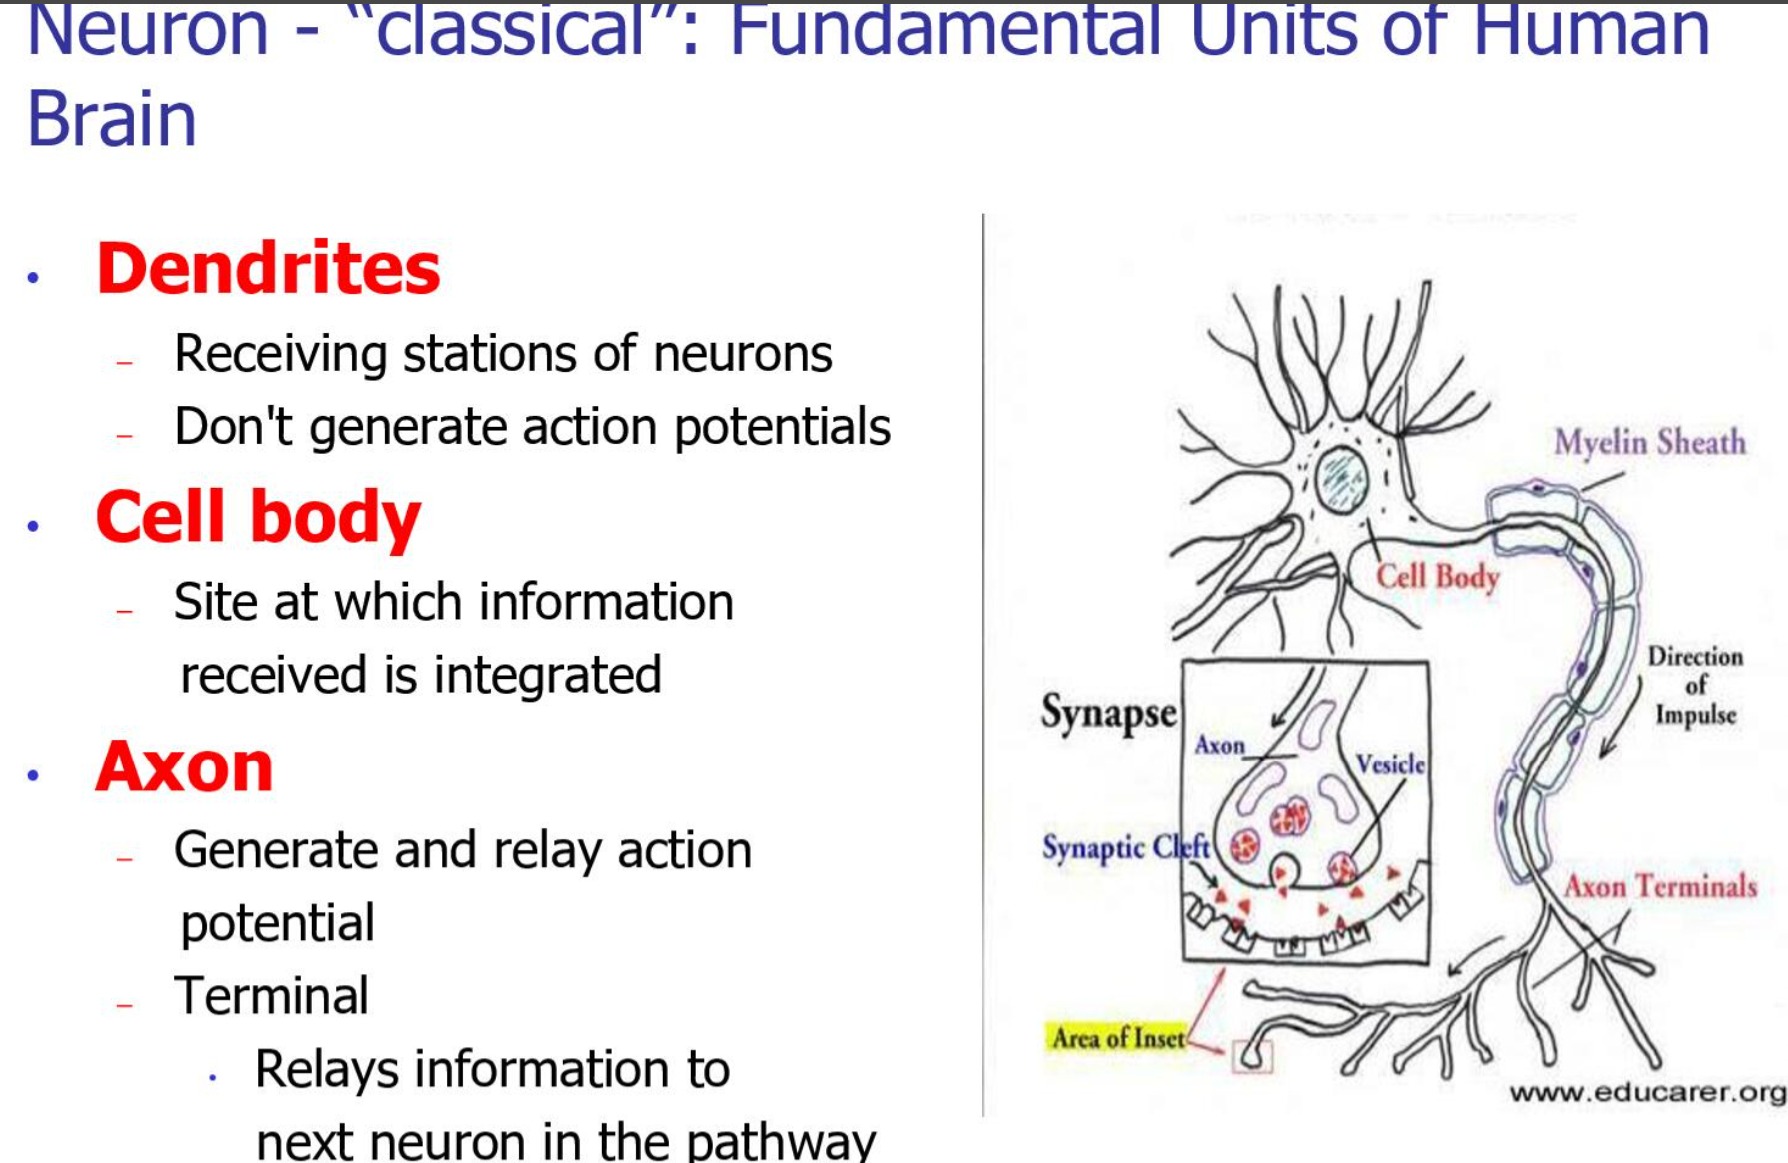 Neuron - “classical”: Fundamental Units of Human
Brain
• Dendrites
– Receiving stations of neurons
– Don't generate action potentials
• Cell body
– Site at which information
received is integrated
• Axon
– Generate and relay action
potential
– Terminal
• Relays information to
next neuron in the pathway
Myelin Sheath
Cell Body
Direction
of
Impulse
Synapse
Axon
Vesicle
Synaptic Cleft
Axon Terminals
Area of Inset
www.educarer.org